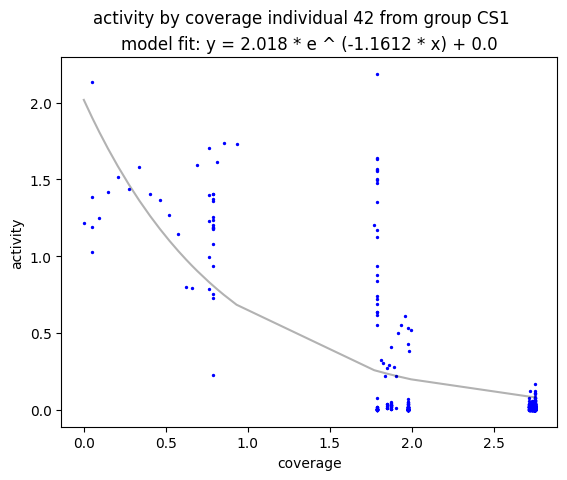 activity by coverage individual 42 from group CS1
model fit: y = 2.018 * e ^ (-1.1612 * x) + 0.0
2.0
1.5
1.0
0.5
0.0
activity
0.0 0.5 1.0 1.5 2.0 2.5
coverage